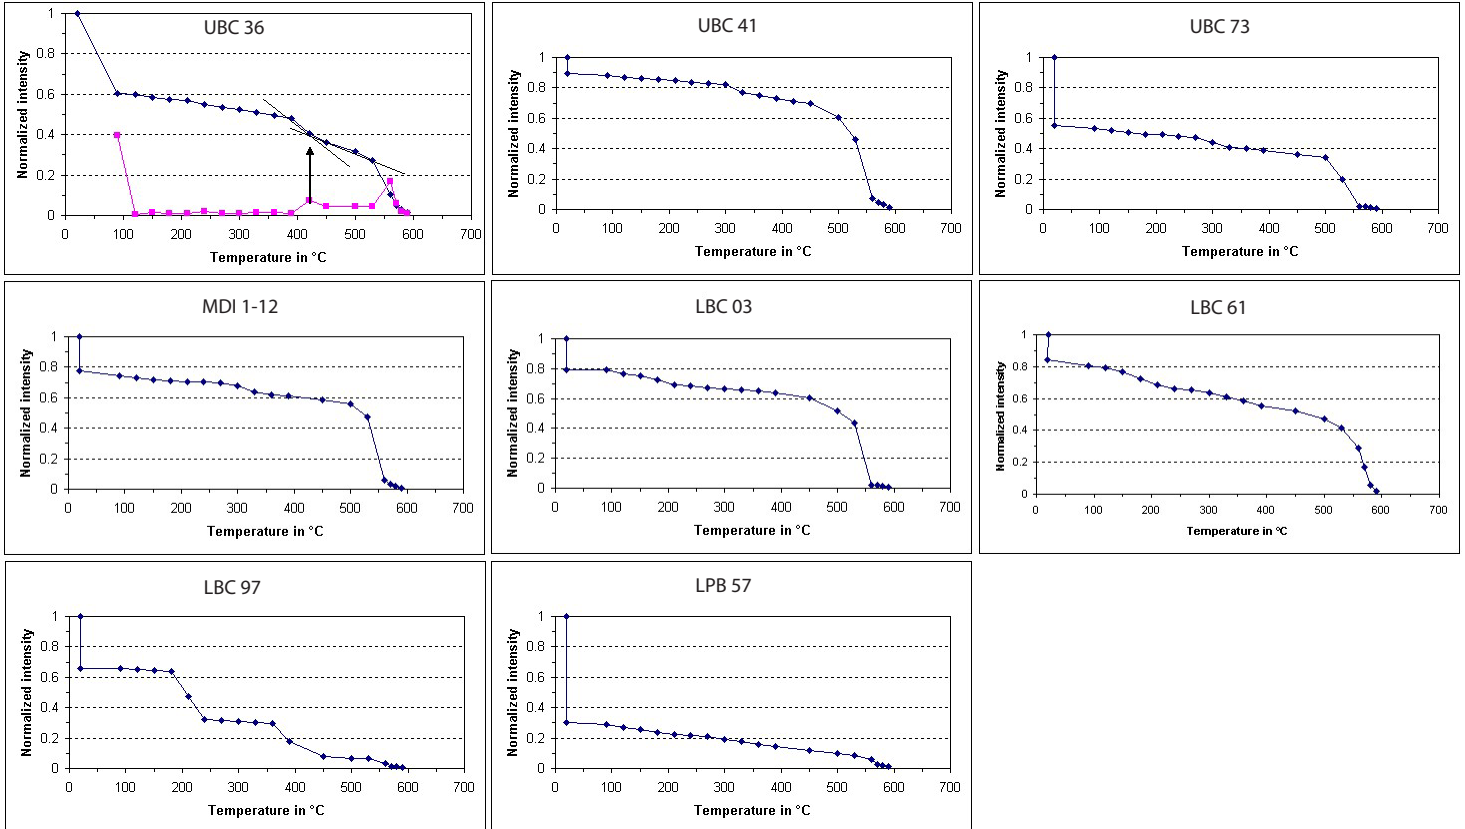 UBC 36
Normalized intensity
1
0.8
0.6
0.4
0.2
0
0 100 200 300 400 500 600 700
Temperature in °C
UBC 41
Normalized intensity
1
0.8
0.6
0.4
0.2
0
0 100 200 300 400 500 600 700
Temperature in °C
UBC 73
Normalized intensity
1
0.8
0.6
0.4
0.2
0
0 100 200 300 400 500 600 700
Temperature in °C
MDI 1-12
Normalized intensity
1
0.8
0.6
0.4
0.2
0
0 100 200 300 400 500 600 700
Temperature in °C
LBC 03
Normalized intensity
1
0.8
0.6
0.4
0.2
0
0 100 200 300 400 500 600 700
Temperature in °C
LBC 61
Normalized intensity
1
0.8
0.6
0.4
0.2
0
0 100 200 300 400 500 600 700
Temperature in °C
LBC 97
Normalized intensity
1
0.8
0.6
0.4
0.2
0
0 100 200 300 400 500 600 700
Temperature in °C
LPB 57
Normalized intensity
1
0.8
0.6
0.4
0.2
0
0 100 200 300 400 500 600 700
Temperature in °C